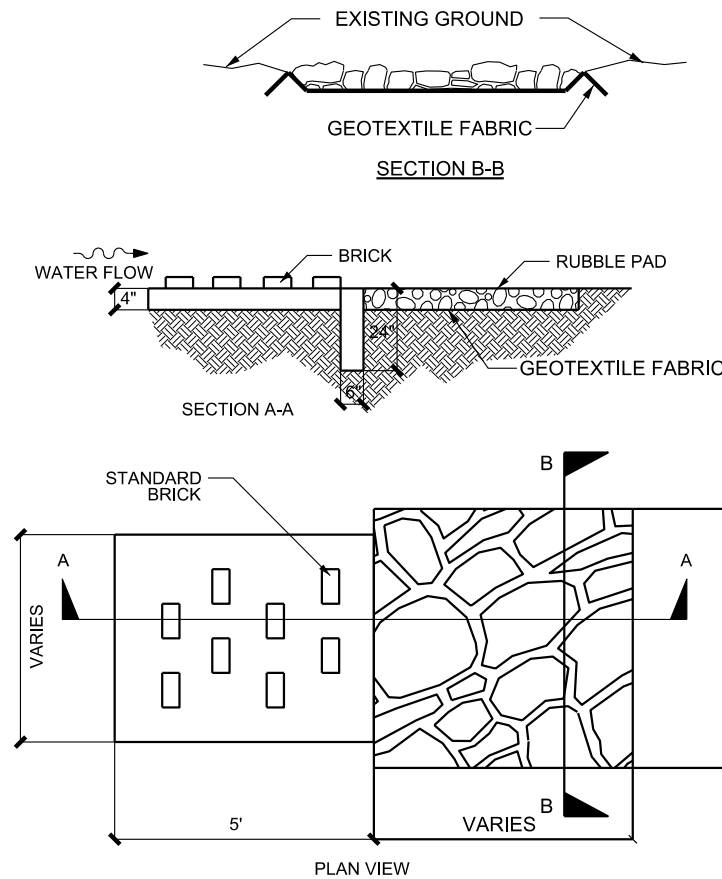 EXISTING GROUND
GEOTEXTILE FABRIC
SECTION B-B
WATER FLOW
BRICK
RUBBLE PAD
4"
24"
GEOTEXTILE FABRIC
6"
SECTION A-A
STANDARD
BRICK
B
A
A
VARIES
B
5'
VARIES
PLAN VIEW